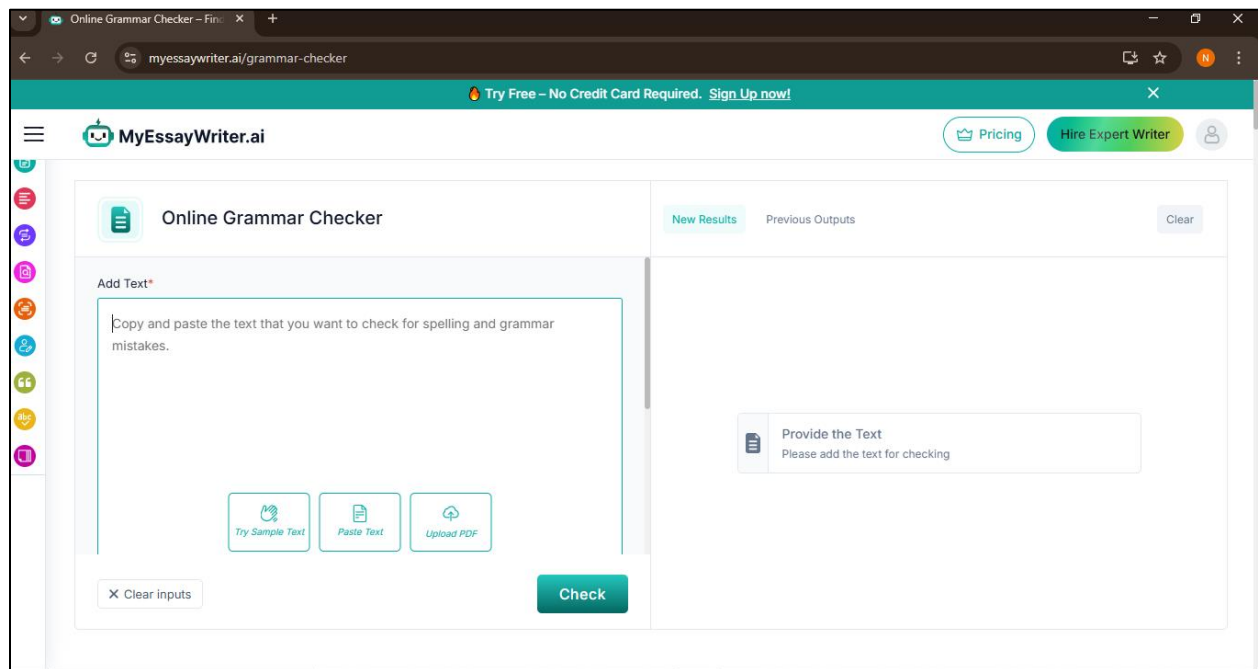 Online Grammar Checker – Fin
myessaywriter.ai/grammar-checker
N
Try Free – No Credit Card Required. Sign Up now!
MyEssayWriter.ai
Pricing
Hire Expert Writer
Online Grammar Checker
New Results
Previous Outputs
Clear
Add Text*
Copy and paste the text that you want to check for spelling and grammar
mistakes.
abc
Provide the Text
Please add the text for checking
Try Sample Text
Paste Text
Upload PDF
Clear inputs
Check